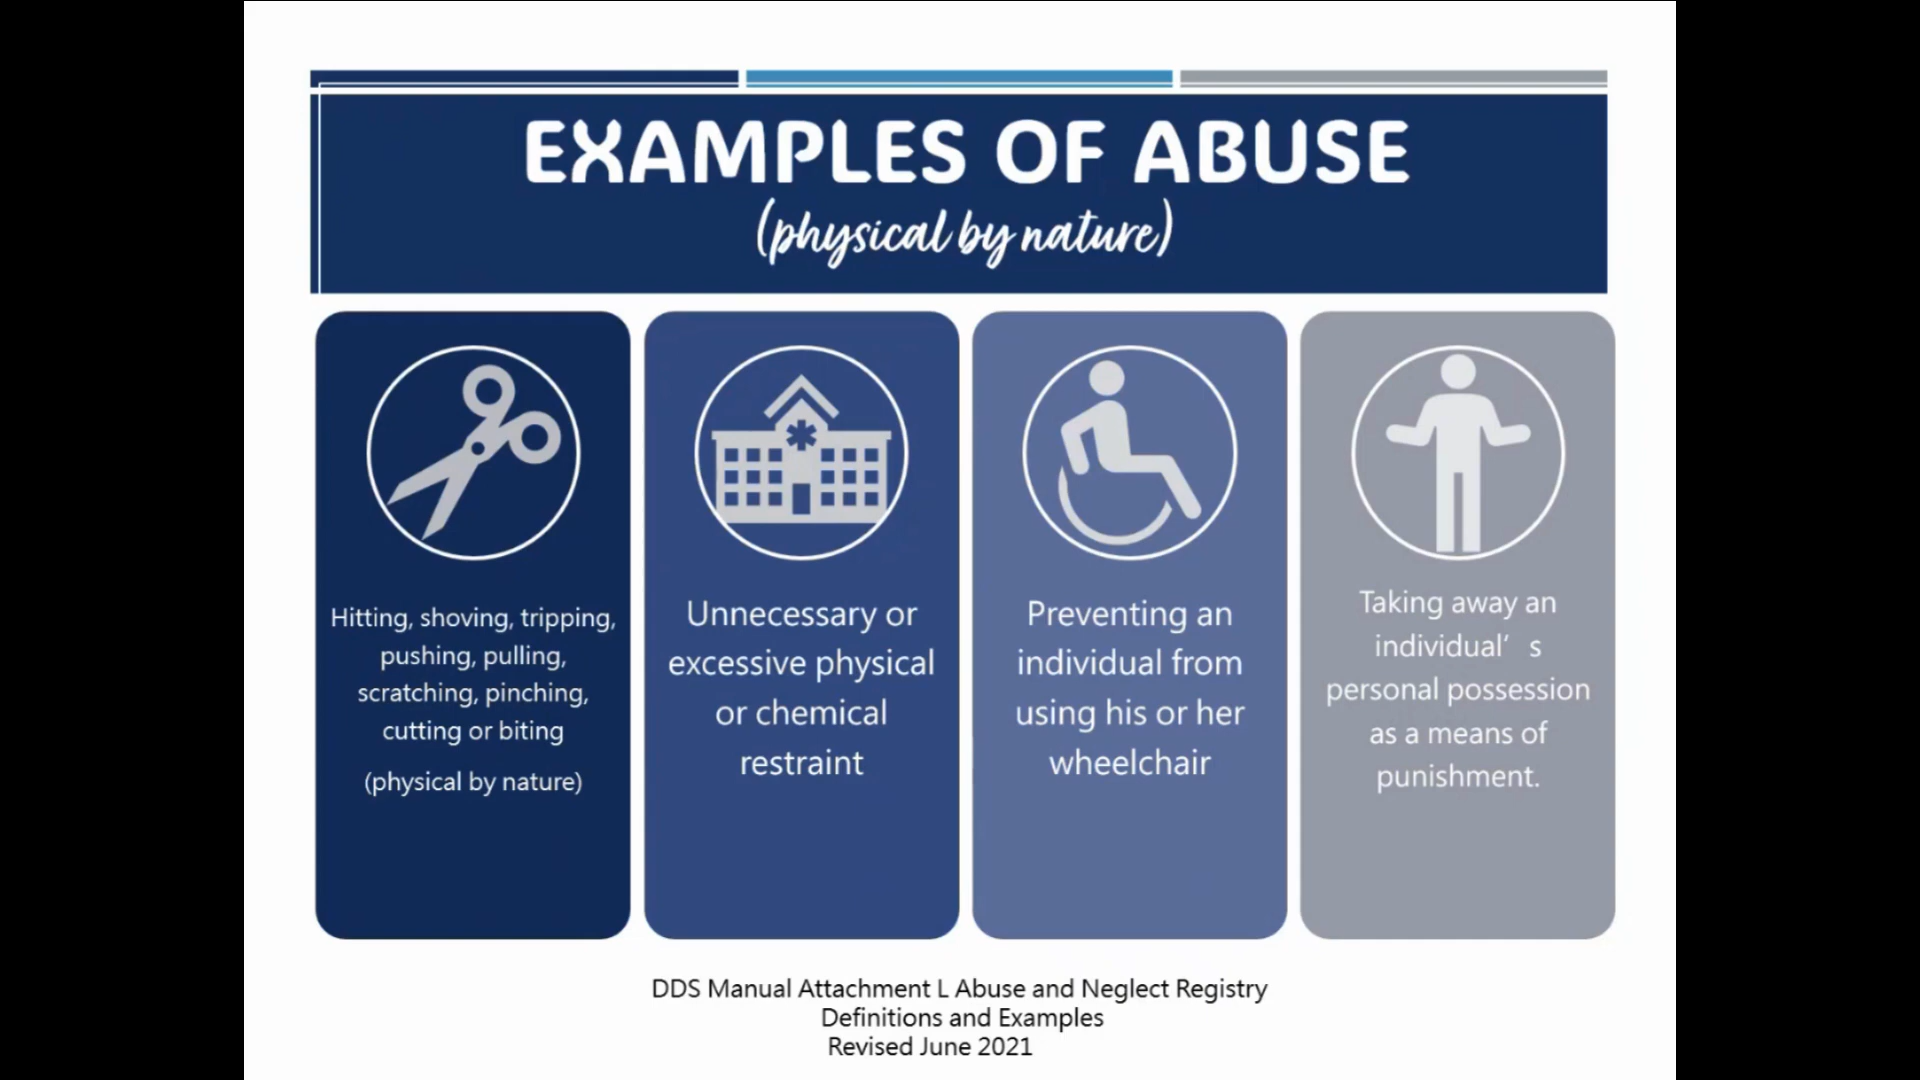 EXAMPLES OF ABUSE
(physical by nature)
Hitting, shoving, tripping,
pushing, pulling,
scratching, pinching,
cutting or biting
(physical by nature)
Unnecessary or
excessive physical
or chemical
restraint
Preventing an
individual from
using his or her
wheelchair
Taking away an
individual’ s
personal possession
as a means of
punishment.
DDS Manual Attachment L Abuse and Neglect Registry
Definitions and Examples
Revised June 2021